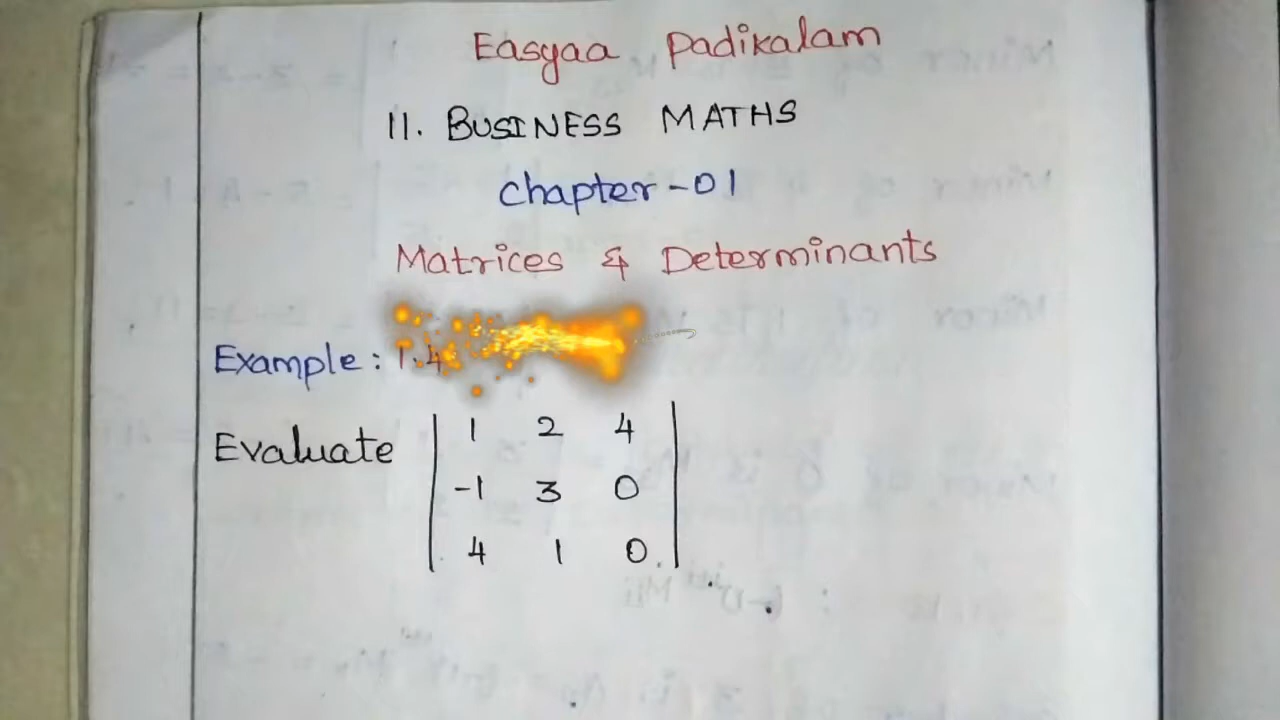 Easyaa Padikalam
11. BUSINESS MATHS
Chapter-01
Matrices & Determinants
Example: 1.4
Evaluate | 1 2 4 |
| -1 3 0 |
| 4 1 0 |